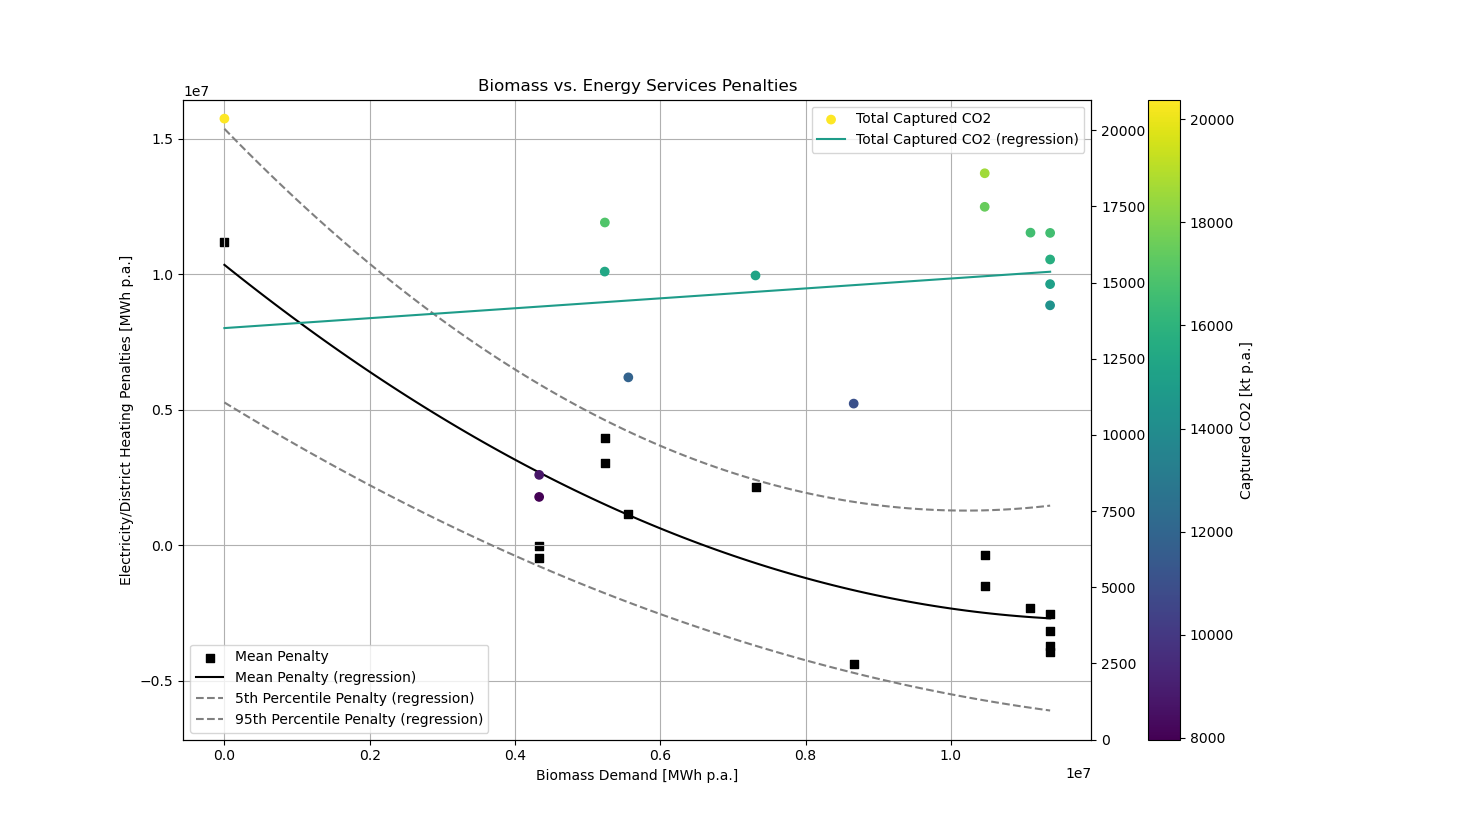 Biomass vs. Energy Services Penalties
1e7
1.5
1.0
0.5
0.0
−0.5
Electricity/District Heating Penalties [MWh p.a.]
Total Captured CO2
Total Captured CO2 (regression)
Mean Penalty
Mean Penalty (regression)
5th Percentile Penalty (regression)
95th Percentile Penalty (regression)
0.0
0.2
0.4
0.6
0.8
1.0
1e7
Biomass Demand [MWh p.a.]
20000
17500
15000
12500
10000
7500
5000
2500
0
20000
18000
16000
14000
12000
10000
8000
Captured CO2 [kt p.a.]